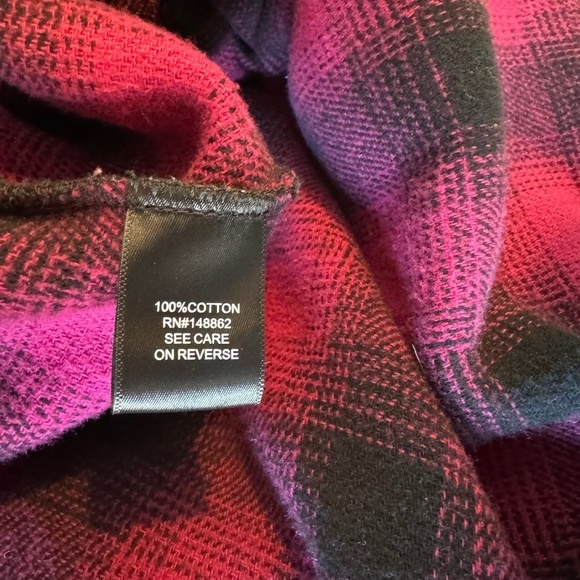 100%COTTON
RN#148862
SEE CARE
ON REVERSE